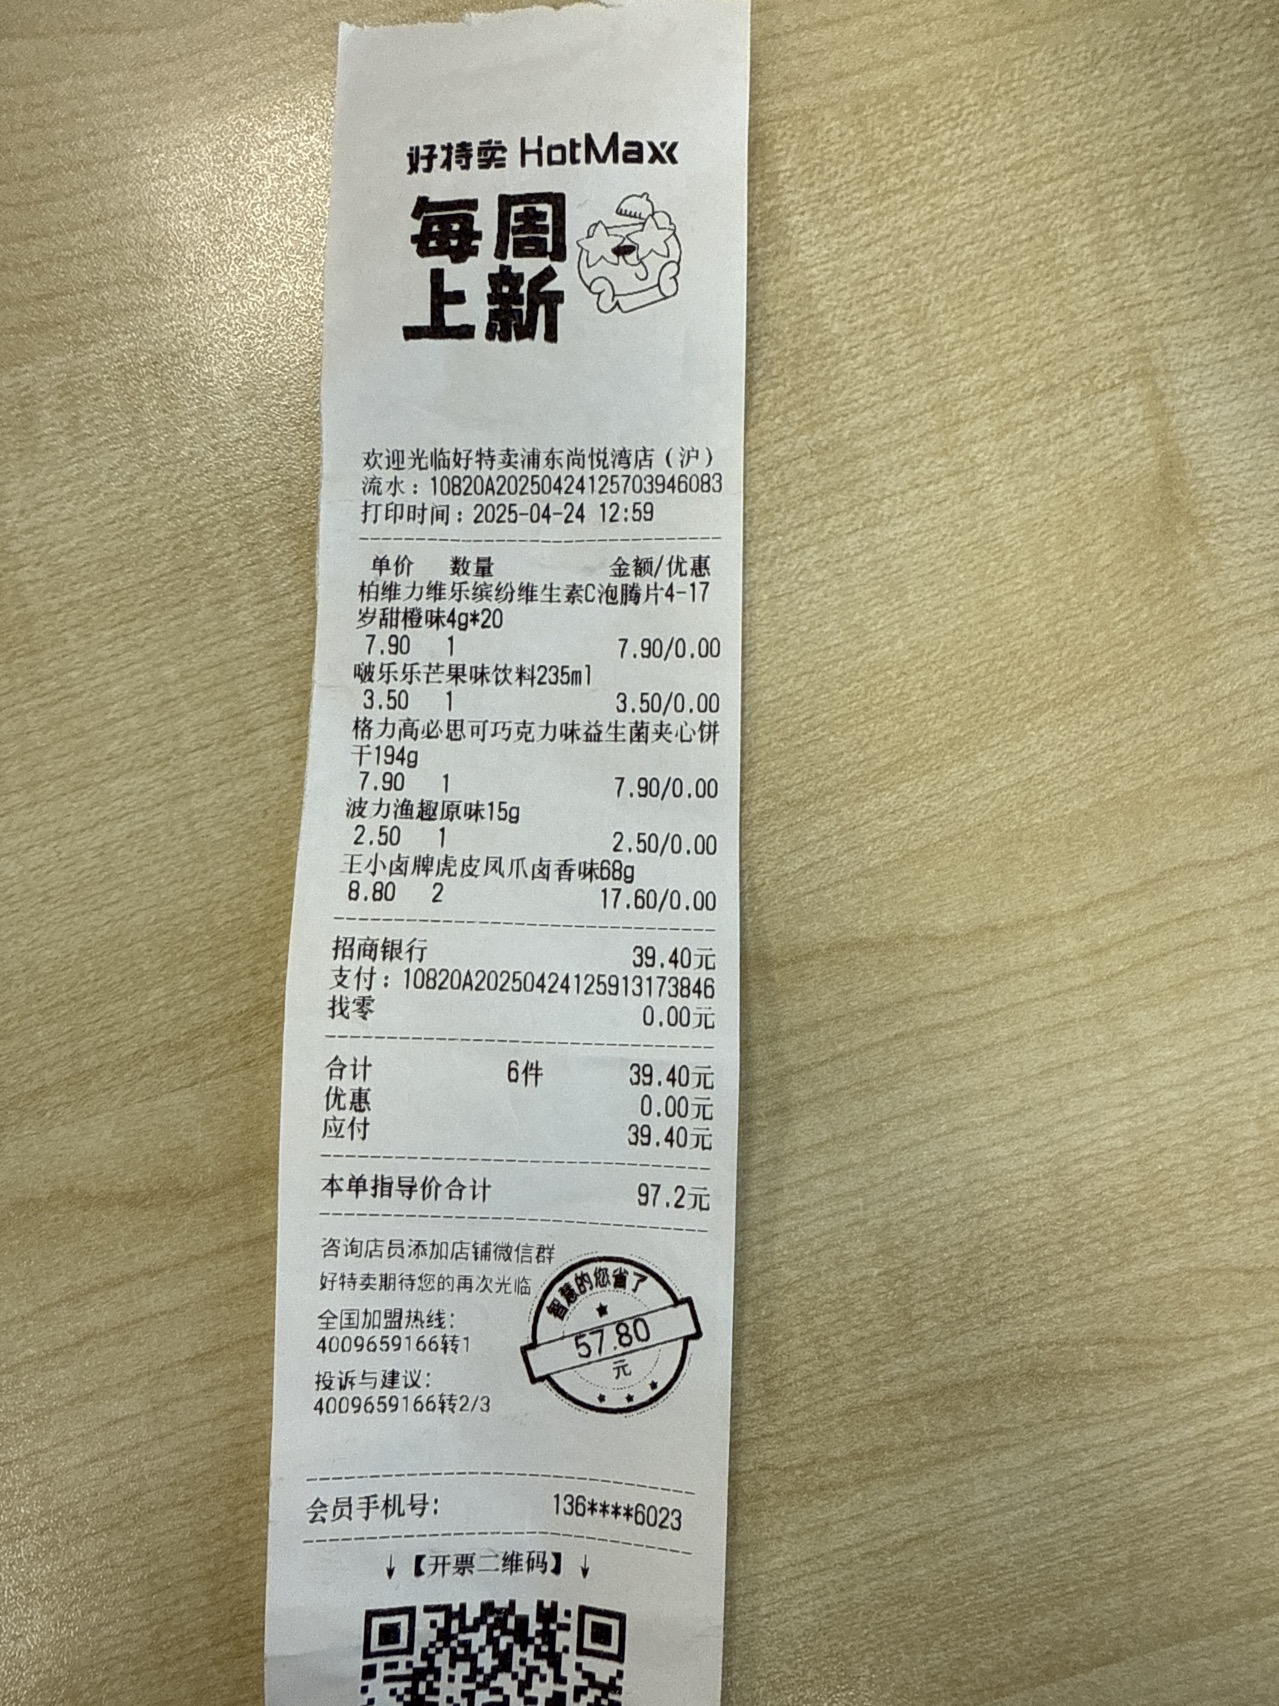 好特卖 HotMaxx
每周
上新
欢迎光临好特卖浦东尚悦湾店（沪）
流水：10820A20250424125703946083
打印时间：2025-04-24 12:59
单价 数量 金额/优惠
柏维力维乐缤纷维生素C泡腾片4-17
岁甜橙味4g*20
7.90 1 7.90/0.00
啵乐乐芒果味饮料235ml
3.50 1 3.50/0.00
格力高必思可巧克力味益生菌夹心饼
干194g
7.90 1 7.90/0.00
波力渔趣原味15g
2.50 1 2.50/0.00
王小卤牌虎皮凤爪卤香味68g
8.80 2 17.60/0.00
招商银行 39.40元
支付：10820A20250424125913173846
找零 0.00元
合计 6件 39.40元
优惠 0.00元
应付 39.40元
本单指导价合计 97.2元
咨询店员添加店铺微信群
好特卖期待您的再次光临
全国加盟热线：
4009659166转1
投诉与建议：
4009659166转2/3
智慧的您省了
57.80
元
会员手机号： 136****6023
↓【开票二维码】↓